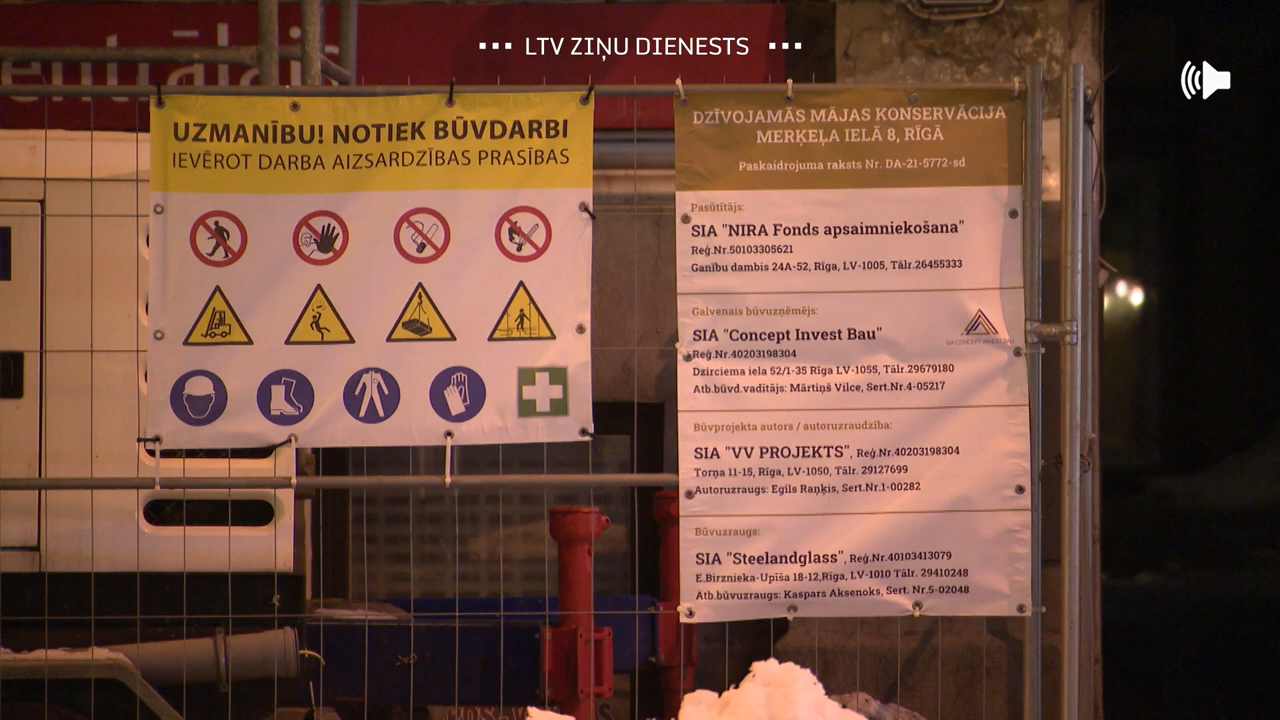 LTV ZIŅU DIENESTS
entrālais
UZMANĪBU! NOTIEK BŪVDARBI
IEVĒROT DARBA AIZSARDZĪBAS PRASĪBAS
DZĪVOJAMĀS MĀJAS KONSERVĀCIJA
MERĶEĻA IELĀ 8, RĪGĀ
Paskaidrojuma raksts Nr. DA-21-5772-sd
Pasūtītājs:
SIA "NIRA Fonds apsaimniekošana"
Reģ.Nr.50103305621
Ganību dambis 24A-52, Rīga, LV-1005, Tālr.26455333
Galvenais būvuzņēmējs:
SIA "Concept Invest Bau"
SIA CONCEPT INVEST BAU
Reģ.Nr.40203198304
Dzirciema iela 52/1-35 Rīga LV-1055, Tālr.29679180
Atb.būvd.vadītājs: Mārtiņš Vilce, Sert.Nr.4-05217
Būvprojekta autors / autoruzraudzība:
SIA "VV PROJEKTS", Reģ.Nr.40203198304
Torņa 11-15, Rīga, LV-1050, Tālr. 29127699
Autoruzraugs: Egīls Raņķis, Sert.Nr.1-00282
Būvuzraugs:
SIA "Steelandglass", Reģ.Nr.40103413079
E.Birznieka-Upīša 18-12,Rīga, LV-1010 Tālr. 29410248
Atb.būvuzraugs: Kaspars Aksenoks, Sert. Nr.5-02048